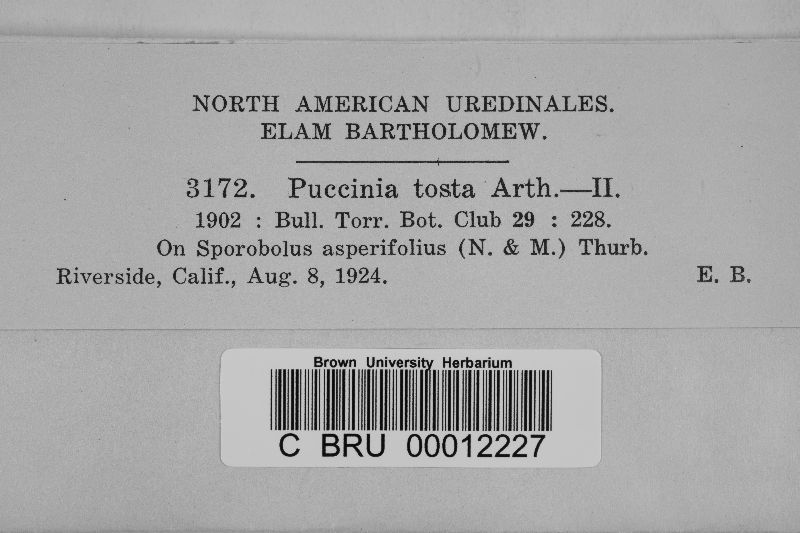 NORTH AMERICAN UREDINALES.
ELAM BARTHOLOMEW.
3172. Puccinia tosta Arth.—II.
1902 : Bull. Torr. Bot. Club 29 : 228.
On Sporobolus asperifolius (N. & M.) Thurb.
Riverside, Calif., Aug. 8, 1924. E. B.
Brown University Herbarium
C BRU 00012227